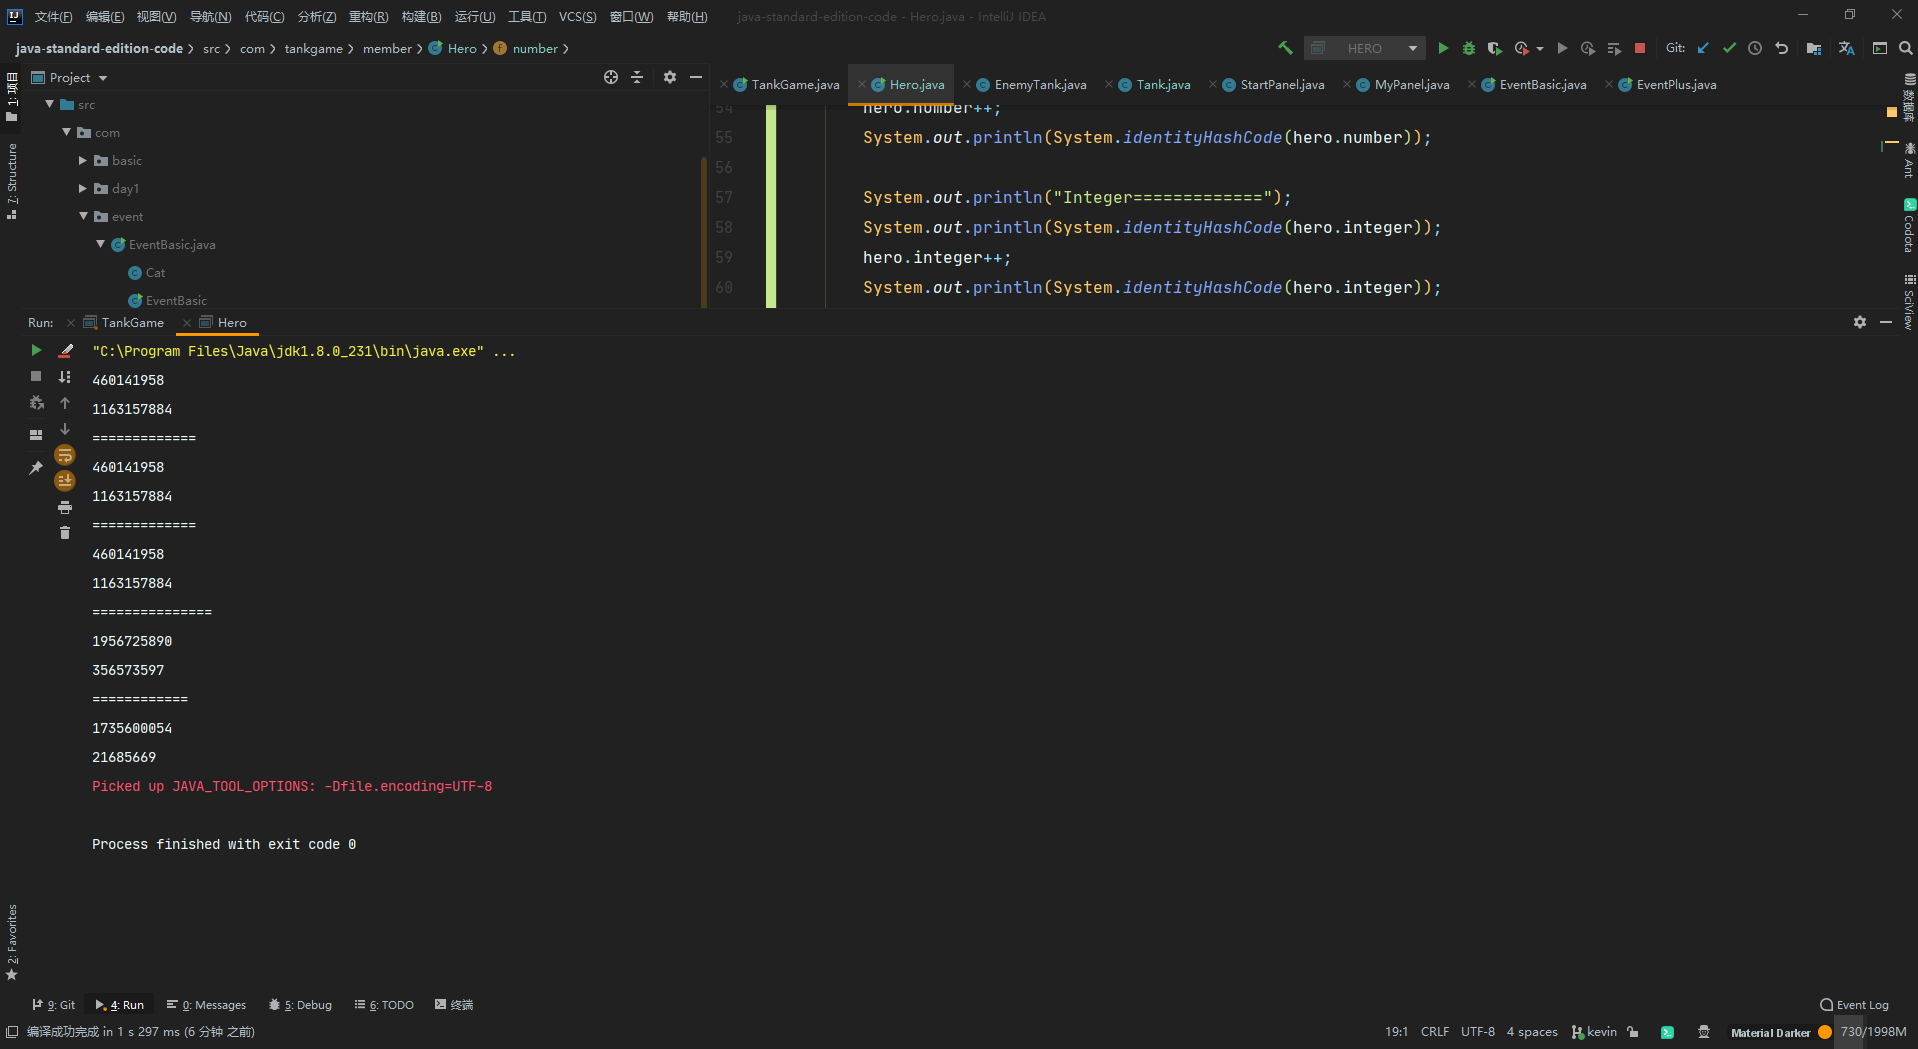 文件(F) 编辑(E) 视图(V) 导航(N) 代码(C) 分析(Z) 重构(R) 构建(B) 运行(U) 工具(T) VCS(S) 窗口(W) 帮助(H) java-standard-edition-code - Hero.java - IntelliJ IDEA
java-standard-edition-code src com tankgame member Hero number HERO Git:
1: 项目
Project
TankGame.java Hero.java EnemyTank.java Tank.java StartPanel.java MyPanel.java EventBasic.java EventPlus.java
src
com
basic
day1
event
EventBasic.java
Cat
EventBasic
7: Structure
54 hero.number++;
55 System.out.println(System.identityHashCode(hero.number));
56
57 System.out.println("Integer=============");
58 System.out.println(System.identityHashCode(hero.integer));
59 hero.integer++;
60 System.out.println(System.identityHashCode(hero.integer));
数据库
Ant
Codota
SciView
Run: TankGame Hero
"C:\Program Files\Java\jdk1.8.0_231\bin\java.exe" ...
460141958
1163157884
=============
460141958
1163157884
=============
460141958
1163157884
===============
1956725890
356573597
============
1735600054
21685669
Picked up JAVA_TOOL_OPTIONS: -Dfile.encoding=UTF-8
Process finished with exit code 0
2: Favorites
9: Git 4: Run 0: Messages 5: Debug 6: TODO 终端 Event Log
编译成功完成 in 1 s 297 ms (6 分钟 之前) 19:1 CRLF UTF-8 4 spaces kevin Material Darker 730/1998M